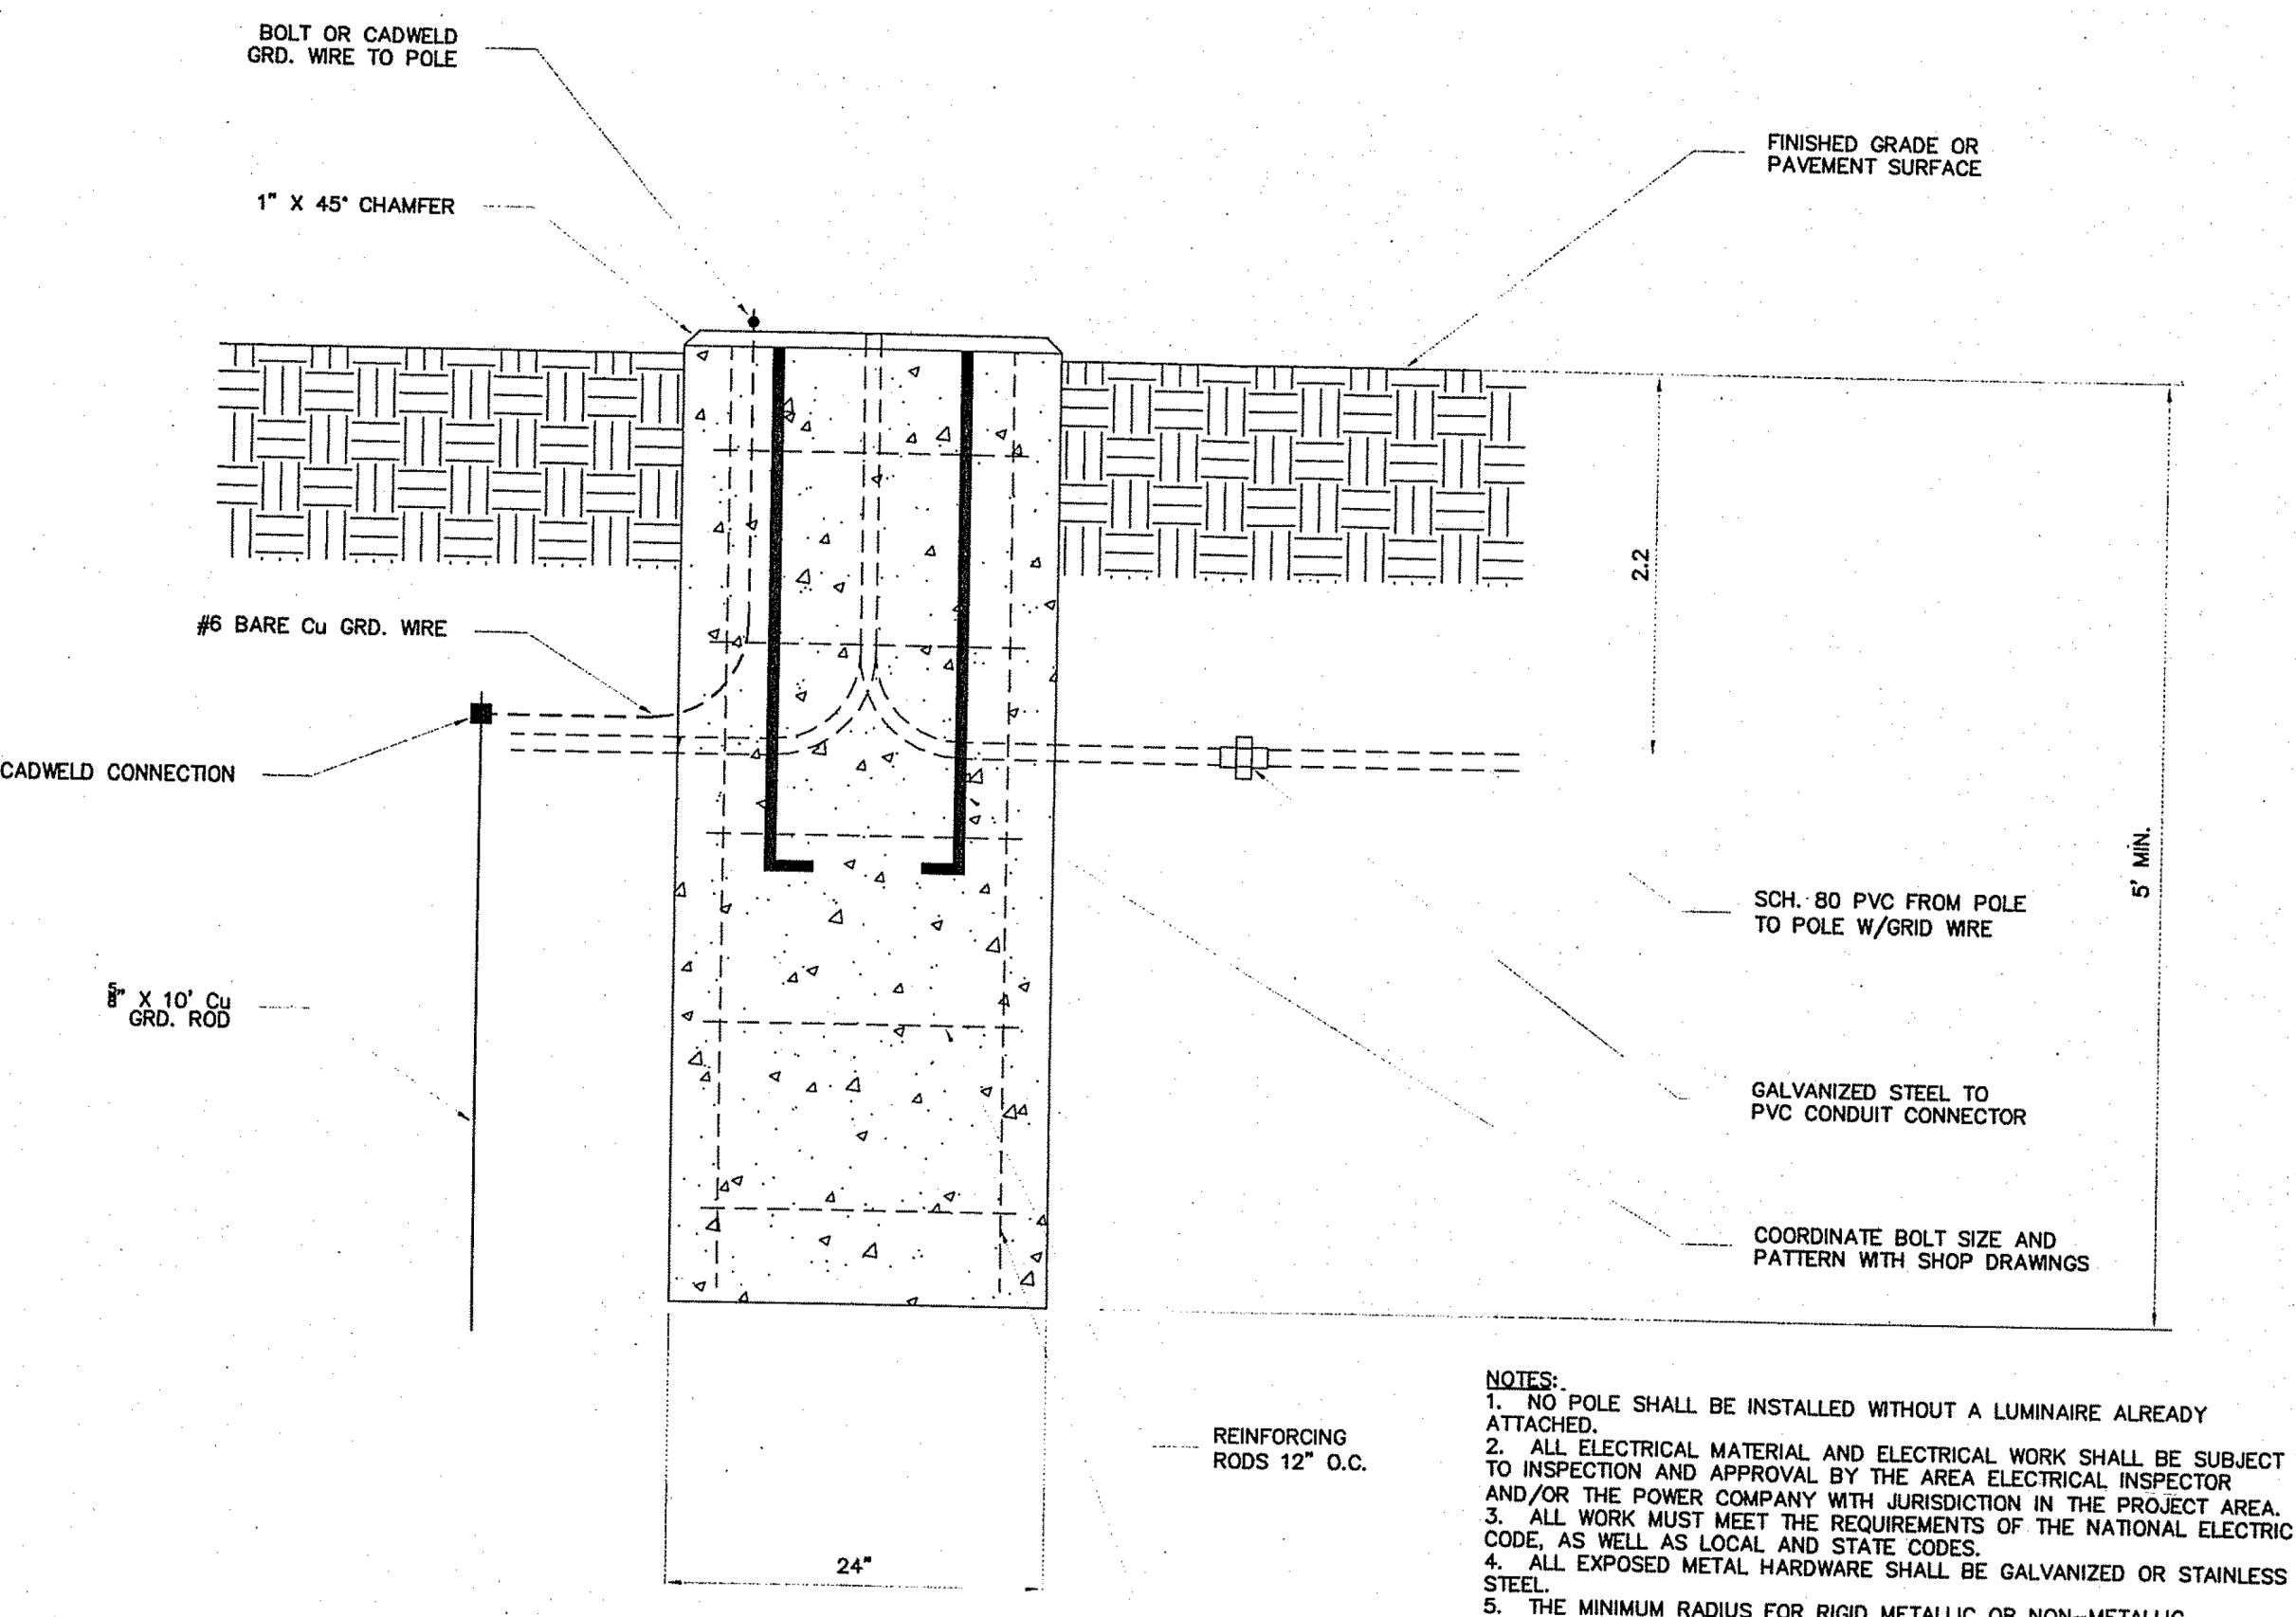 BOLT OR CADWELD
GRD. WIRE TO POLE
FINISHED GRADE OR
PAVEMENT SURFACE
1" X 45° CHAMFER
2.2
#6 BARE Cu GRD. WIRE
CADWELD CONNECTION
5' MIN.
SCH. 80 PVC FROM POLE
TO POLE W/GRID WIRE
5/8" X 10' Cu
GRD. ROD
GALVANIZED STEEL TO
PVC CONDUIT CONNECTOR
COORDINATE BOLT SIZE AND
PATTERN WITH SHOP DRAWINGS
REINFORCING
RODS 12" O.C.
24"
NOTES:
1. NO POLE SHALL BE INSTALLED WITHOUT A LUMINAIRE ALREADY
ATTACHED.
2. ALL ELECTRICAL MATERIAL AND ELECTRICAL WORK SHALL BE SUBJECT
TO INSPECTION AND APPROVAL BY THE AREA ELECTRICAL INSPECTOR
AND/OR THE POWER COMPANY WITH JURISDICTION IN THE PROJECT AREA.
3. ALL WORK MUST MEET THE REQUIREMENTS OF THE NATIONAL ELECTRIC
CODE, AS WELL AS LOCAL AND STATE CODES.
4. ALL EXPOSED METAL HARDWARE SHALL BE GALVANIZED OR STAINLESS
STEEL.
5. THE MINIMUM RADIUS FOR RIGID METALLIC OR NON-METALLIC